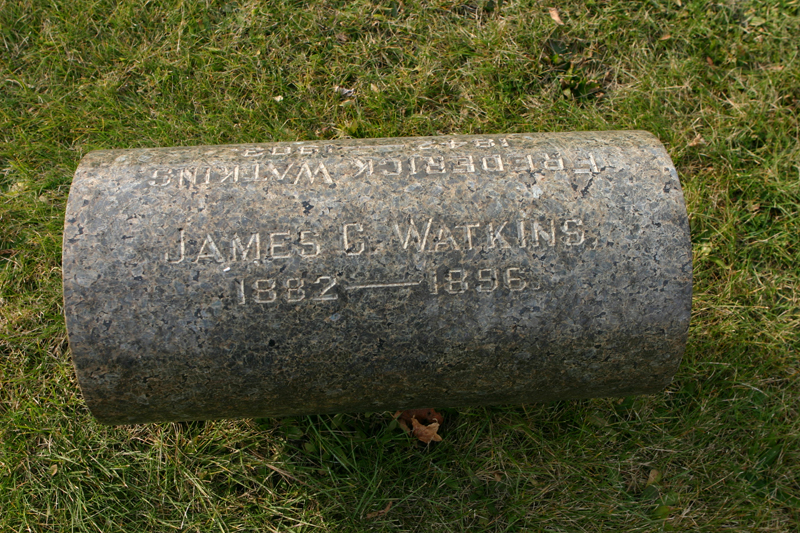 FREDERICK WATKINS
JAMES C. WATKINS.
1882 — 1896.